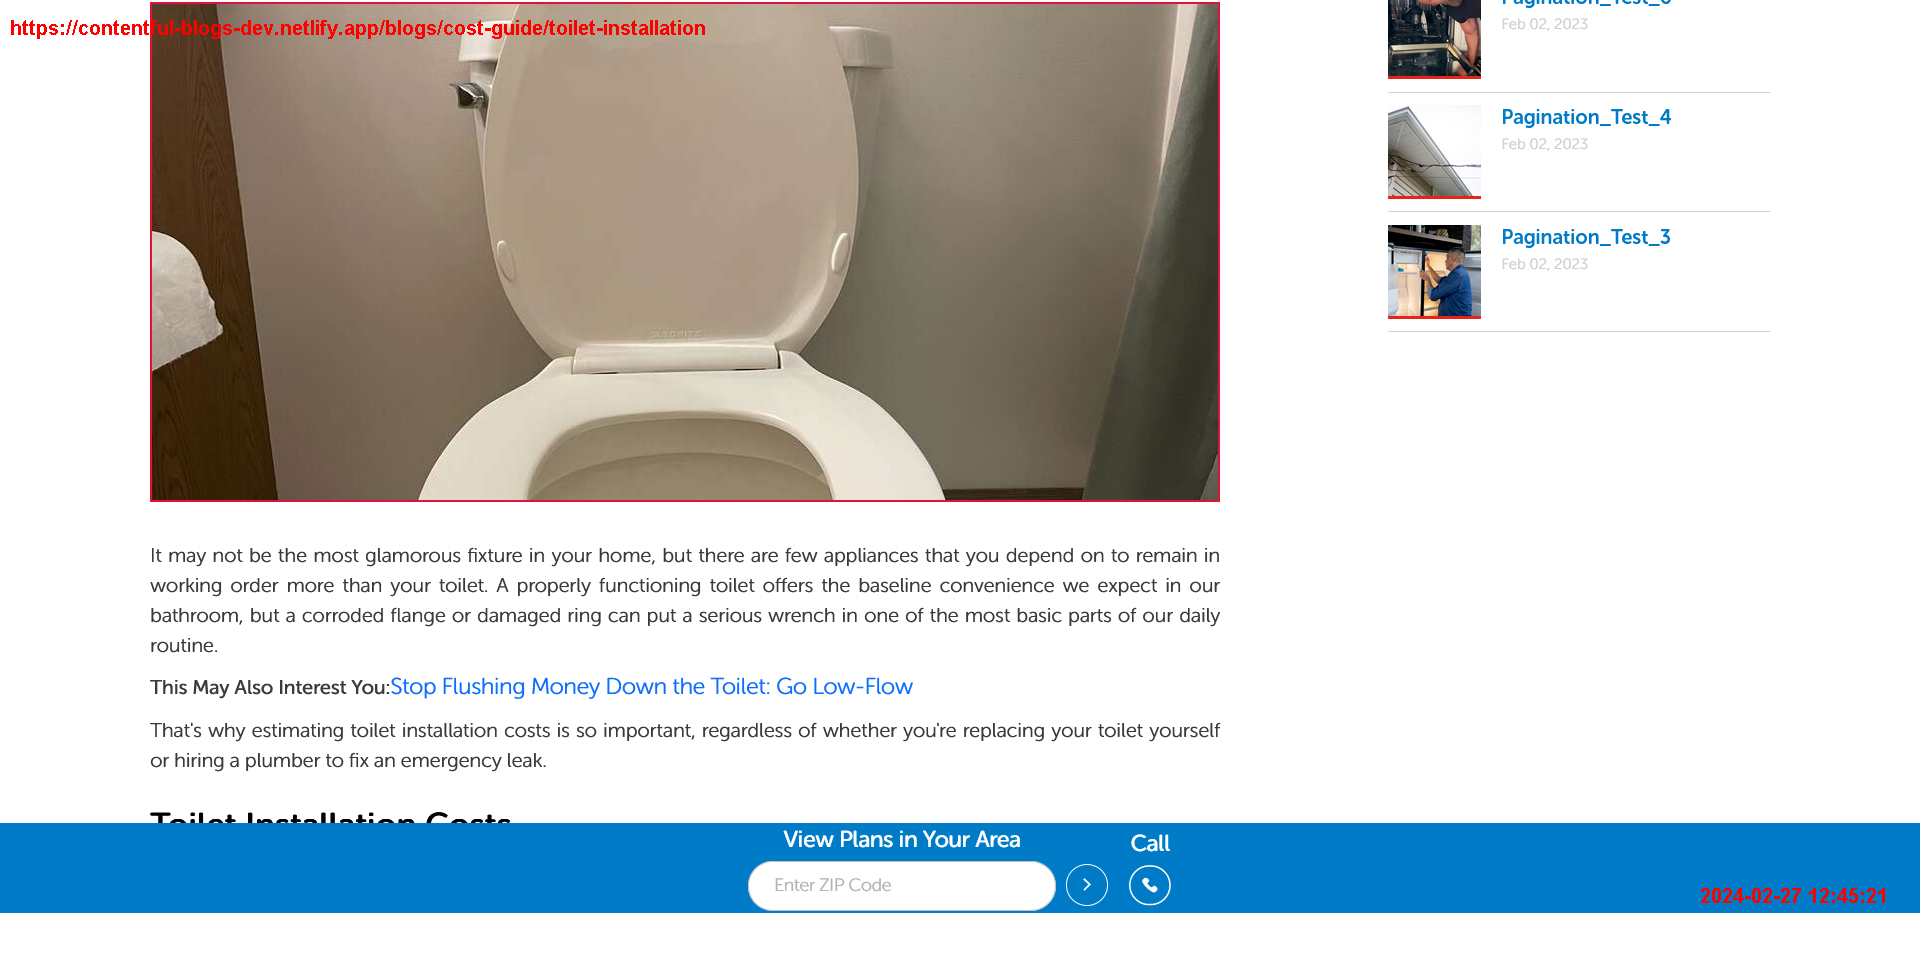 https://contentful-blogs-dev.netlify.app/blogs/cost-guide/toilet-installation
Feb 02, 2023
Pagination_Test_4
Feb 02, 2023
Pagination_Test_3
Feb 02, 2023
It may not be the most glamorous fixture in your home, but there are few appliances that you depend on to remain in
working order more than your toilet. A properly functioning toilet offers the baseline convenience we expect in our
bathroom, but a corroded flange or damaged ring can put a serious wrench in one of the most basic parts of our daily
routine.
This May Also Interest You:Stop Flushing Money Down the Toilet: Go Low-Flow
That's why estimating toilet installation costs is so important, regardless of whether you're replacing your toilet yourself
or hiring a plumber to fix an emergency leak.
Toilet Installation Costs
View Plans in Your Area
Call
Enter ZIP Code
2024-02-27 12:45:21